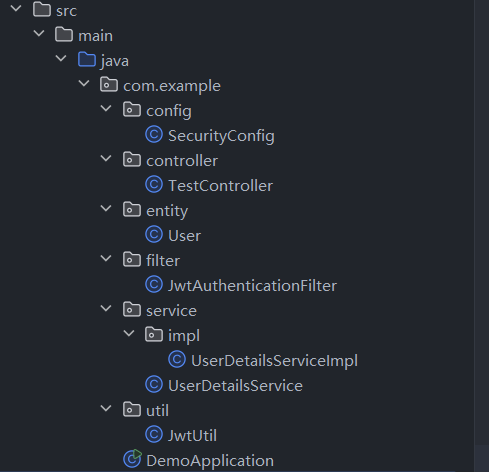 src
main
java
com.example
config
SecurityConfig
controller
TestController
entity
User
filter
JwtAuthenticationFilter
service
impl
UserDetailsServiceImpl
UserDetailsService
util
JwtUtil
DemoApplication